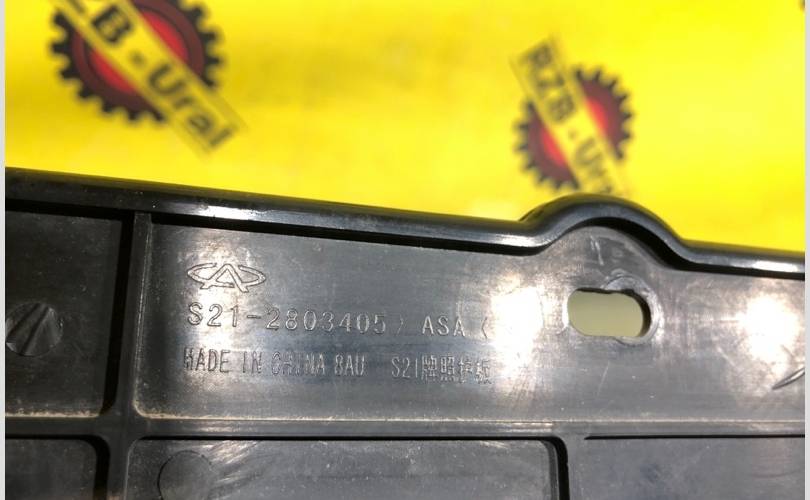 RZB-Ural
RZB-Ural
S21-2803405 >ASA<
MADE IN CHINA 8AU S21牌照护板